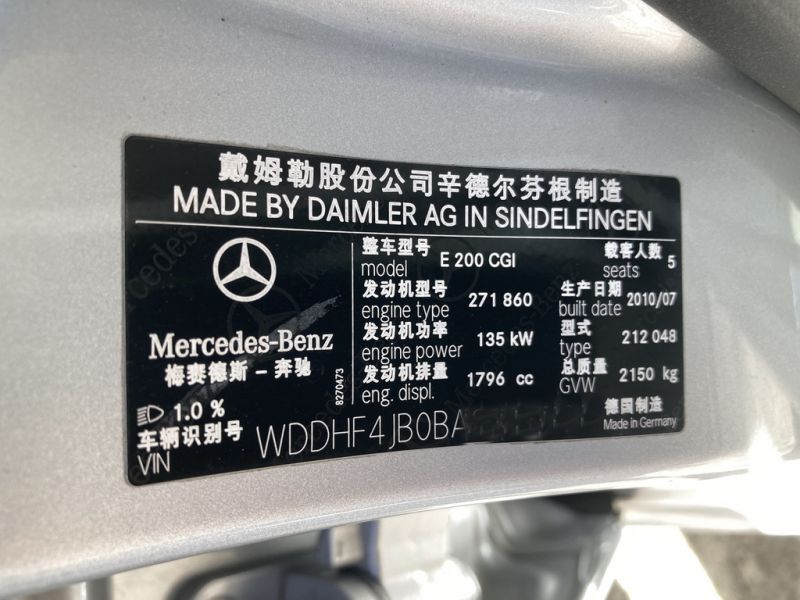 戴姆勒股份公司辛德尔芬根制造
MADE BY DAIMLER AG IN SINDELFINGEN
Mercedes-Benz
梅赛德斯-奔驰
1.0 %
整车型号
model E 200 CGI
载客人数
seats 5
发动机型号
engine type 271 860
生产日期
built date 2010/07
发动机功率
engine power 135 kW
型式
type 212 048
发动机排量
eng. displ. 1796 cc
总质量
GVW 2150 kg
8270473
车辆识别号
VIN WDDHF4JB0BA
德国制造
Made in Germany